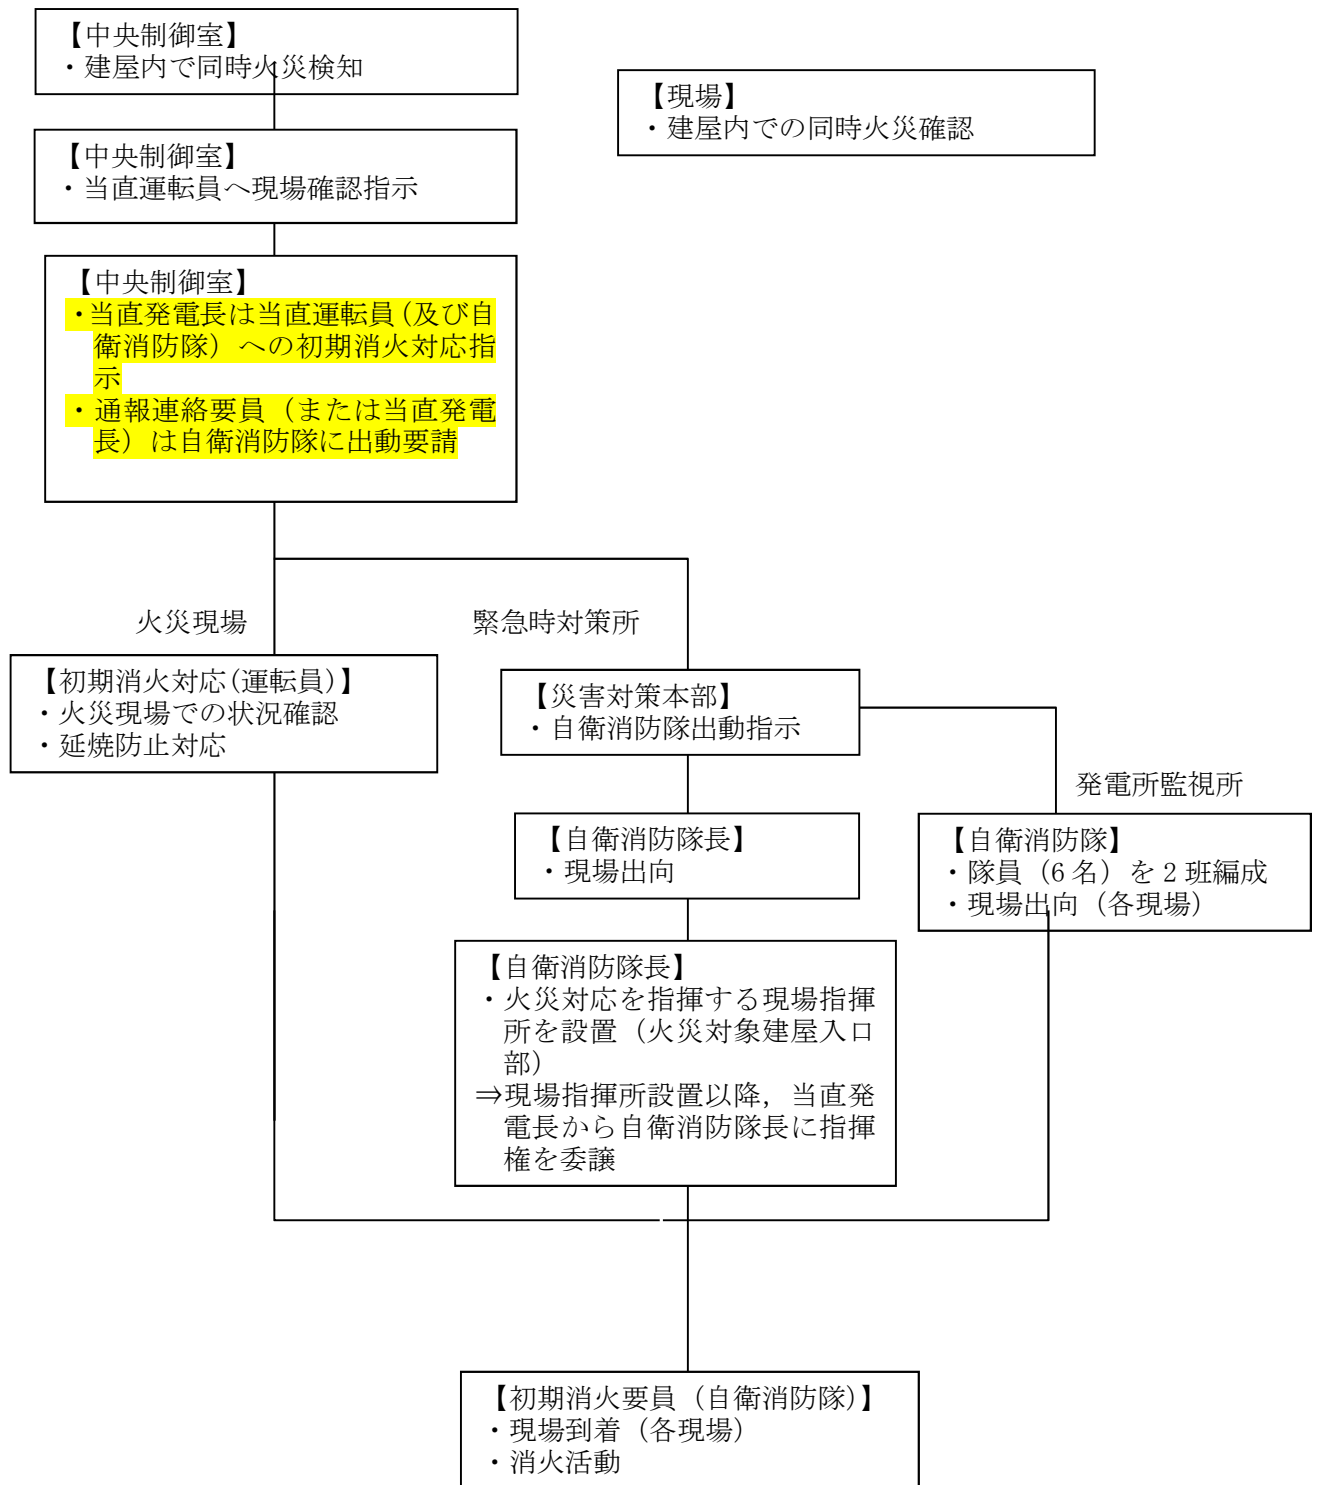 【中央制御室】
・建屋内で同時火災検知
【現場】
・建屋内での同時火災確認
【中央制御室】
・当直運転員へ現場確認指示
【中央制御室】
・当直発電長は当直運転員(及び自
衛消防隊）への初期消火対応指
示
・通報連絡要員（または当直発電
長）は自衛消防隊に出動要請
火災現場
緊急時対策所
【初期消火対応(運転員)】
・火災現場での状況確認
・延焼防止対応
【災害対策本部】
・自衛消防隊出動指示
発電所監視所
【自衛消防隊長】
・現場出向
【自衛消防隊】
・隊員（6 名）を 2 班編成
・現場出向（各現場）
【自衛消防隊長】
・火災対応を指揮する現場指揮
所を設置（火災対象建屋入口
部）
⇒現場指揮所設置以降，当直発
電長から自衛消防隊長に指揮
権を委譲
【初期消火要員（自衛消防隊)】
・現場到着（各現場）
・消火活動